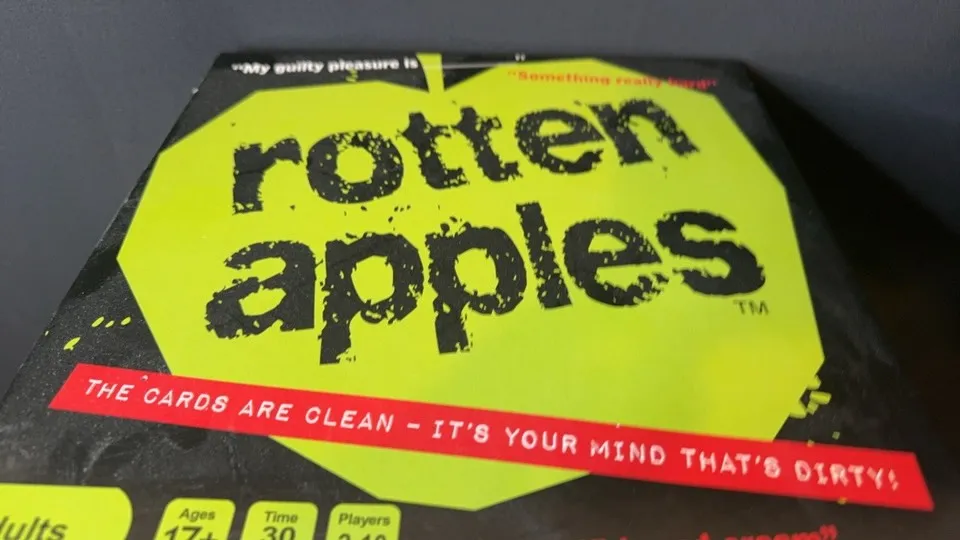 "My guilty pleasure is "
"Something really hard"
rotten
apples
TM
THE CARDS ARE CLEAN - IT'S YOUR MIND THAT'S DIRTY!
Ages
17+
Time
30
Players